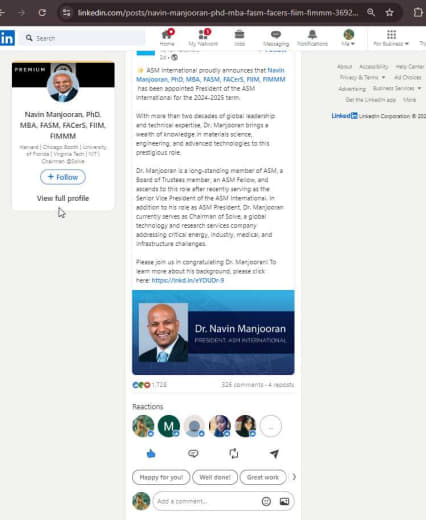 linkedin.com/posts/navin-manjooran-phd-mba-fasm-facers-fiim-fimmm-3692...
in
Search
Home
My Network
Jobs
Messaging
Notifications
Me
For Business
PREMIUM
Navin Manjooran, PhD,
MBA, FASM, FACerS, FIIM,
FIMMM
Harvard | Chicago Booth | University
of Florida | Virginia Tech | NIT |
Chairman @Solve
+ Follow
View full profile
2d
✨ ASM International proudly announces that Navin
Manjooran, PhD, MBA, FASM, FACerS, FIIM, FIMMM
has been appointed President of the ASM
International for the 2024-2025 term.
With more than two decades of global leadership
and technical expertise, Dr. Manjooran brings a
wealth of knowledge in materials science,
engineering, and advanced technologies to this
prestigious role.
Dr. Manjooran is a long-standing member of ASM, a
Board of Trustees member, an ASM Fellow, and
ascends to this role after recently serving as the
Senior Vice President of the ASM International. In
addition to his role as ASM President, Dr. Manjooran
currently serves as Chairman of Solve, a global
technology and research services company
addressing critical energy, industry, medical, and
infrastructure challenges.
Please join us in congratulating Dr. Manjooran! To
learn more about his background, please click
here: https://lnkd.in/eYDUDr-9
Dr. Navin Manjooran
PRESIDENT, ASM INTERNATIONAL
1,728
326 comments · 4 reposts
Reactions
M
...
Happy for you!
Well done!
Great work
Add a comment...
About Accessibility Help Center
Privacy & Terms Ad Choices
Advertising Business Services
Get the LinkedIn app More
LinkedIn LinkedIn Corporation © 202